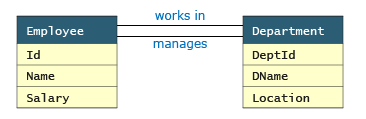 works in
Employee
Department
manages
Id
DeptId
Name
DName
Salary
Location